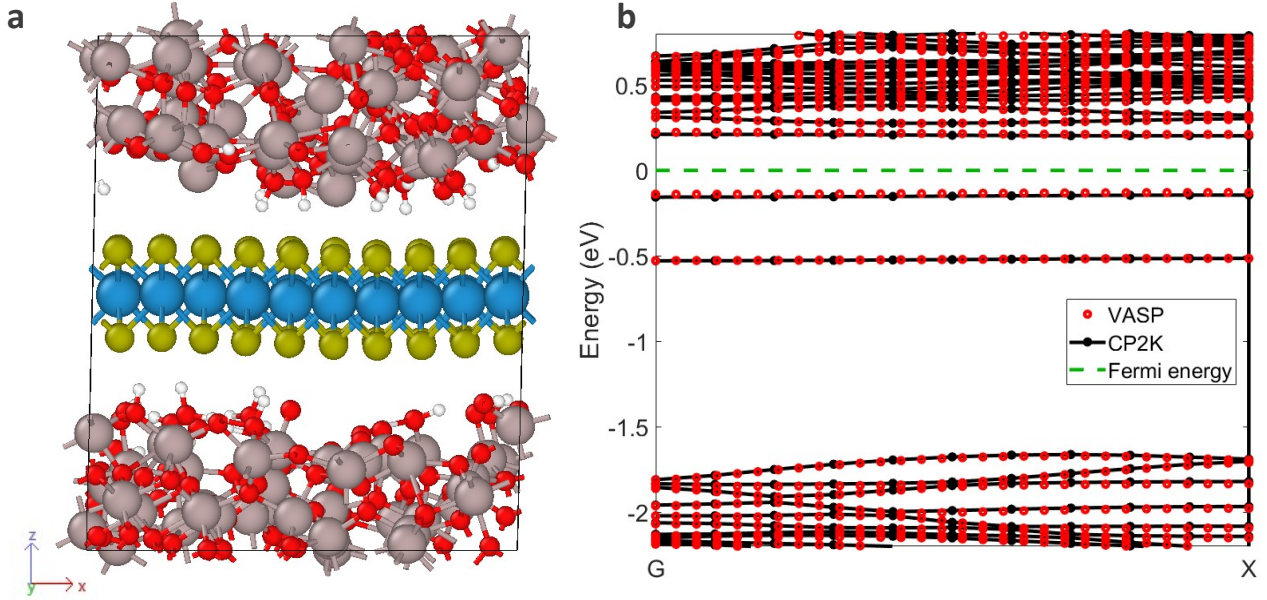 a
z
y
x
b
Energy (eV)
0.5
0
-0.5
-1
-1.5
-2
G
X
VASP
CP2K
Fermi energy